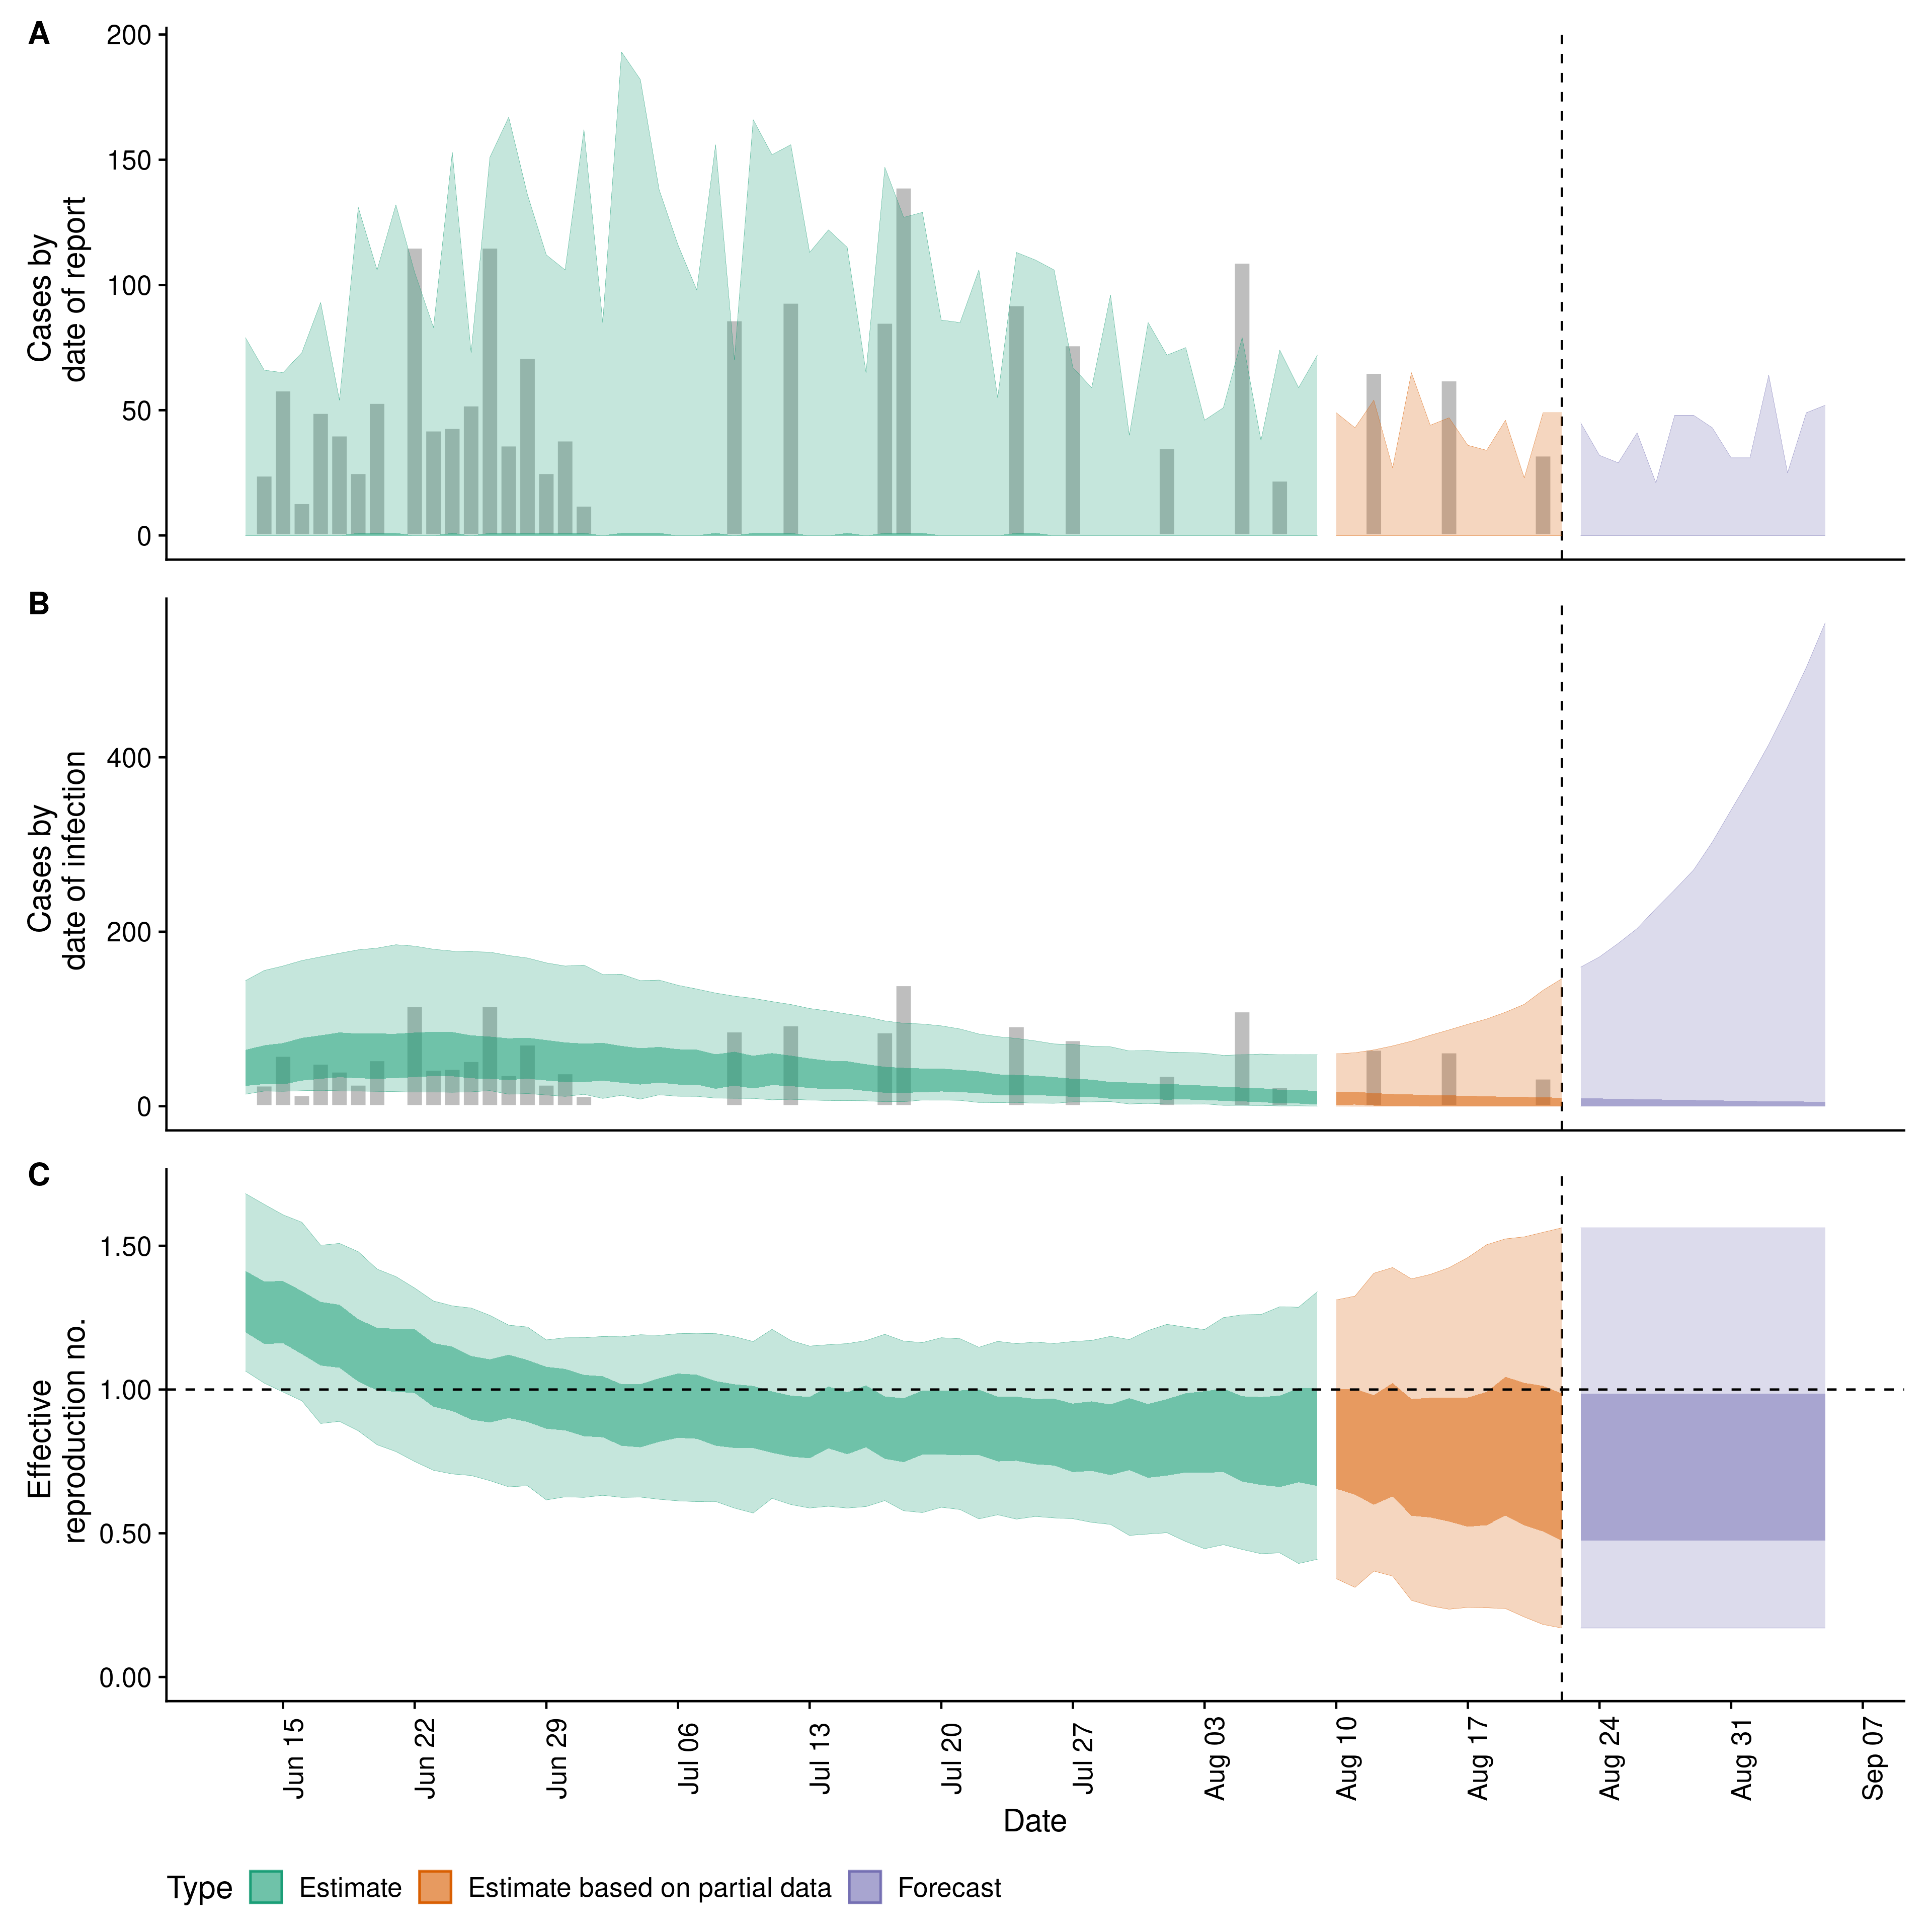 A
200
150
100
50
0
Cases by
date of report
B
400
200
0
Cases by
date of infection
C
1.50
1.00
0.50
0.00
Effective
reproduction no.
Jun 15
Jun 22
Jun 29
Jul 06
Jul 13
Jul 20
Jul 27
Aug 03
Aug 10
Aug 17
Aug 24
Aug 31
Sep 07
Date
Type Estimate Estimate based on partial data Forecast